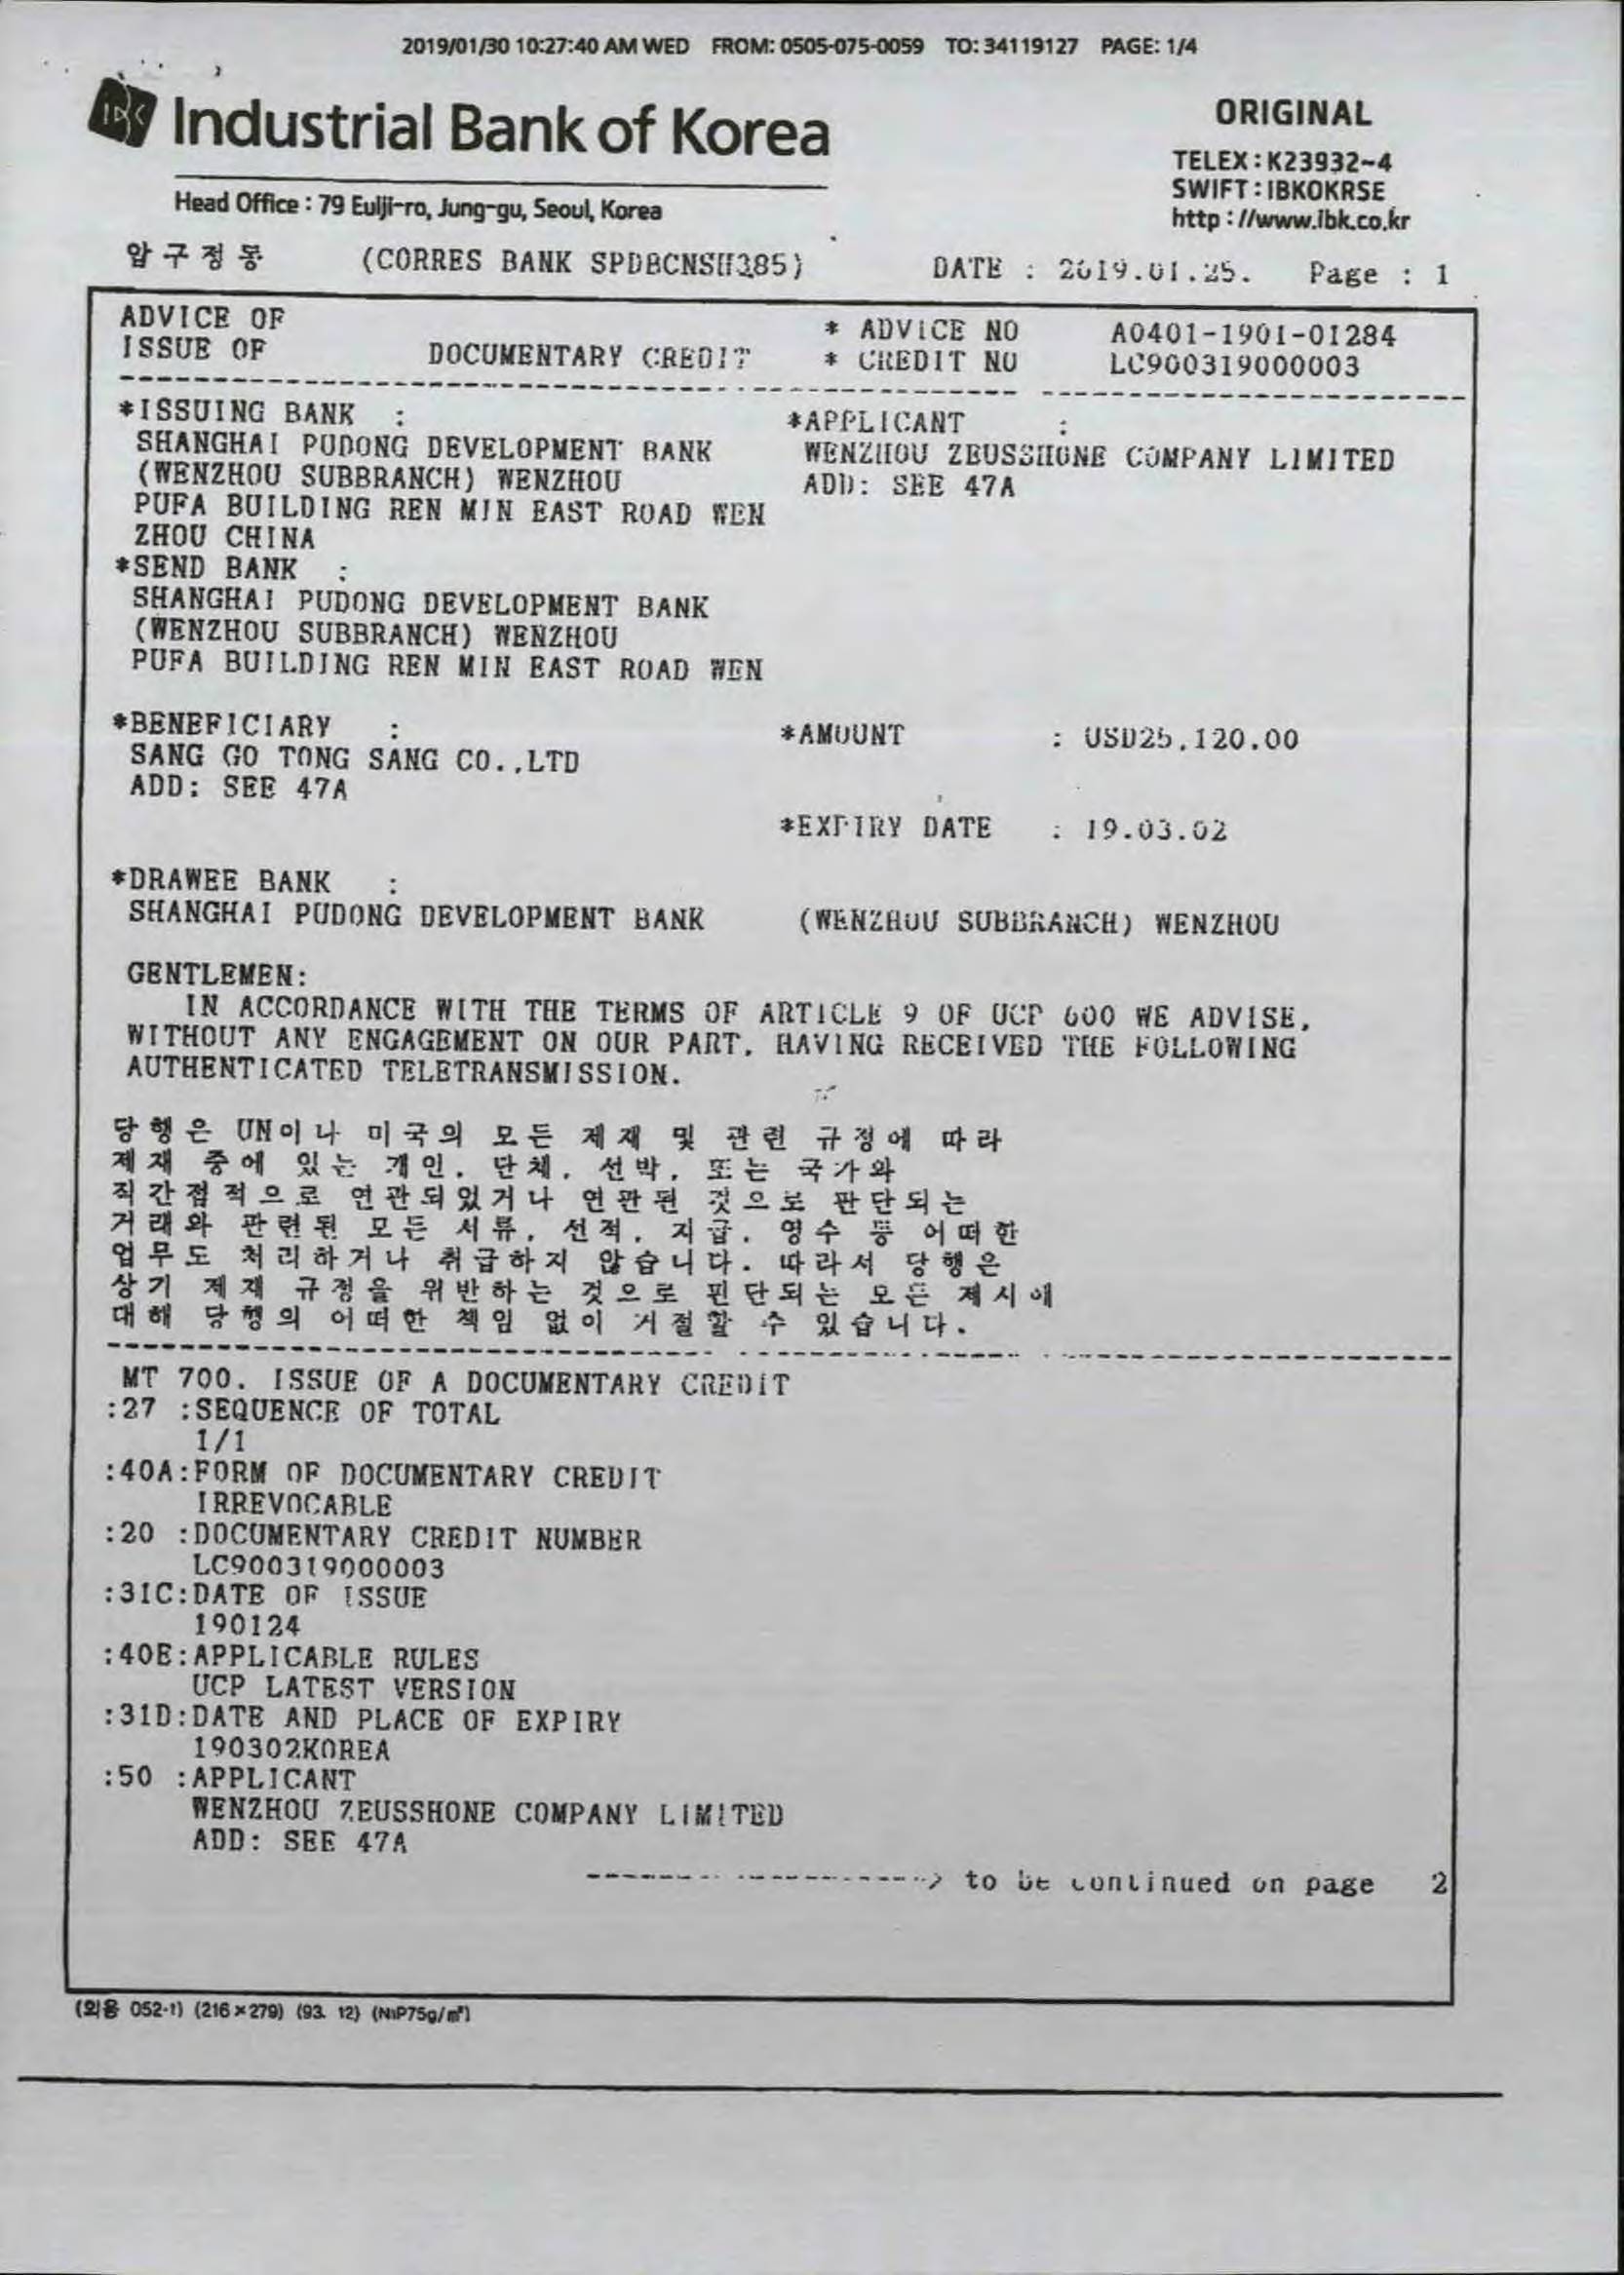 2019/01/30 10:27:40 AM WED FROM: 0505-075-0059 TO: 34119127 PAGE: 1/4
IBK Industrial Bank of Korea
ORIGINAL
TELEX : K23932~4
SWIFT : IBKOKRSE
http : //www.ibk.co.kr
Head Office : 79 Eulji-ro, Jung-gu, Seoul, Korea
압구정동 (CORRES BANK SPDBCNSH385) DATE : 2019.01.25. Page : 1
ADVICE OF * ADVICE NO A0401-1901-01284
ISSUE OF DOCUMENTARY CREDIT * CREDIT NO LC900319000003
*ISSUING BANK : *APPLICANT :
SHANGHAI PUDONG DEVELOPMENT BANK WENZHOU ZEUSSHONE COMPANY LIMITED
(WENZHOU SUBBRANCH) WENZHOU ADD: SEE 47A
PUFA BUILDING REN MIN EAST ROAD WEN
ZHOU CHINA
*SEND BANK :
SHANGHAI PUDONG DEVELOPMENT BANK
(WENZHOU SUBBRANCH) WENZHOU
PUFA BUILDING REN MIN EAST ROAD WEN
*BENEFICIARY : *AMOUNT : USD25,120.00
SANG GO TONG SANG CO.,LTD
ADD: SEE 47A
*EXPIRY DATE : 19.03.02
*DRAWEE BANK :
SHANGHAI PUDONG DEVELOPMENT BANK (WENZHOU SUBBRANCH) WENZHOU
GENTLEMEN:
IN ACCORDANCE WITH THE TERMS OF ARTICLE 9 OF UCP 600 WE ADVISE,
WITHOUT ANY ENGAGEMENT ON OUR PART, HAVING RECEIVED THE FOLLOWING
AUTHENTICATED TELETRANSMISSION.
당행은 UN이나 미국의 모든 제재 및 관련 규정에 따라
제재 중에 있는 개인, 단체, 선박, 또는 국가와
직간접적으로 연관되었거나 연관된 것으로 판단되는
거래와 관련된 모든 서류, 선적, 지급, 영수 등 어떠한
업무도 처리하거나 취급하지 않습니다. 따라서 당행은
상기 제재 규정을 위반하는 것으로 판단되는 모든 제시에
대해 당행의 어떠한 책임 없이 거절할 수 있습니다.
MT 700. ISSUE OF A DOCUMENTARY CREDIT
:27 :SEQUENCE OF TOTAL
1/1
:40A:FORM OF DOCUMENTARY CREDIT
IRREVOCABLE
:20 :DOCUMENTARY CREDIT NUMBER
LC900319000003
:31C:DATE OF ISSUE
190124
:40E:APPLICABLE RULES
UCP LATEST VERSION
:31D:DATE AND PLACE OF EXPIRY
190302KOREA
:50 :APPLICANT
WENZHOU ZEUSSHONE COMPANY LIMITED
ADD: SEE 47A
---------------------> to be continued on page 2
(외용 052-1) (216×279) (93. 12) (NIP75g/㎡)